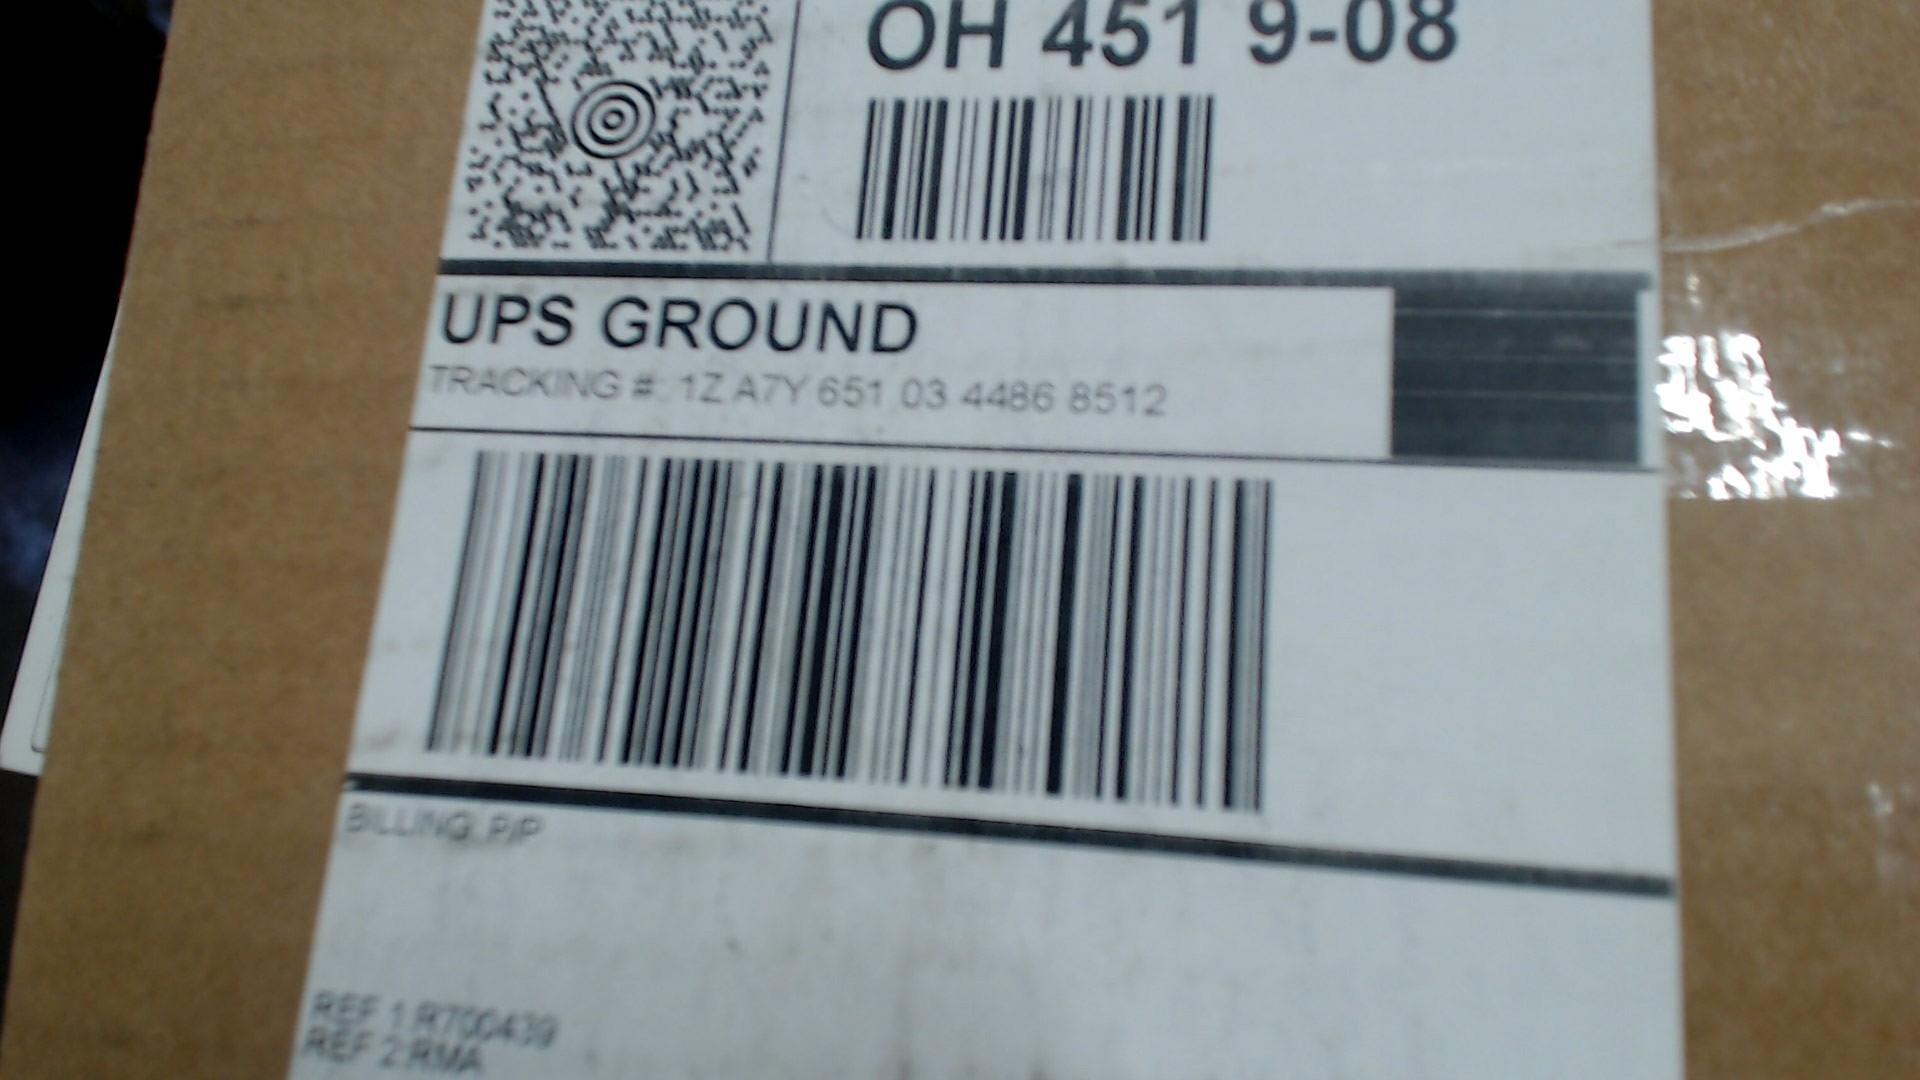 OH 451 9-08
UPS GROUND
TRACKING #: 1Z A7Y 651 03 4486 8512
BILLING: P/P
REF 1:R700439
REF 2:RMA